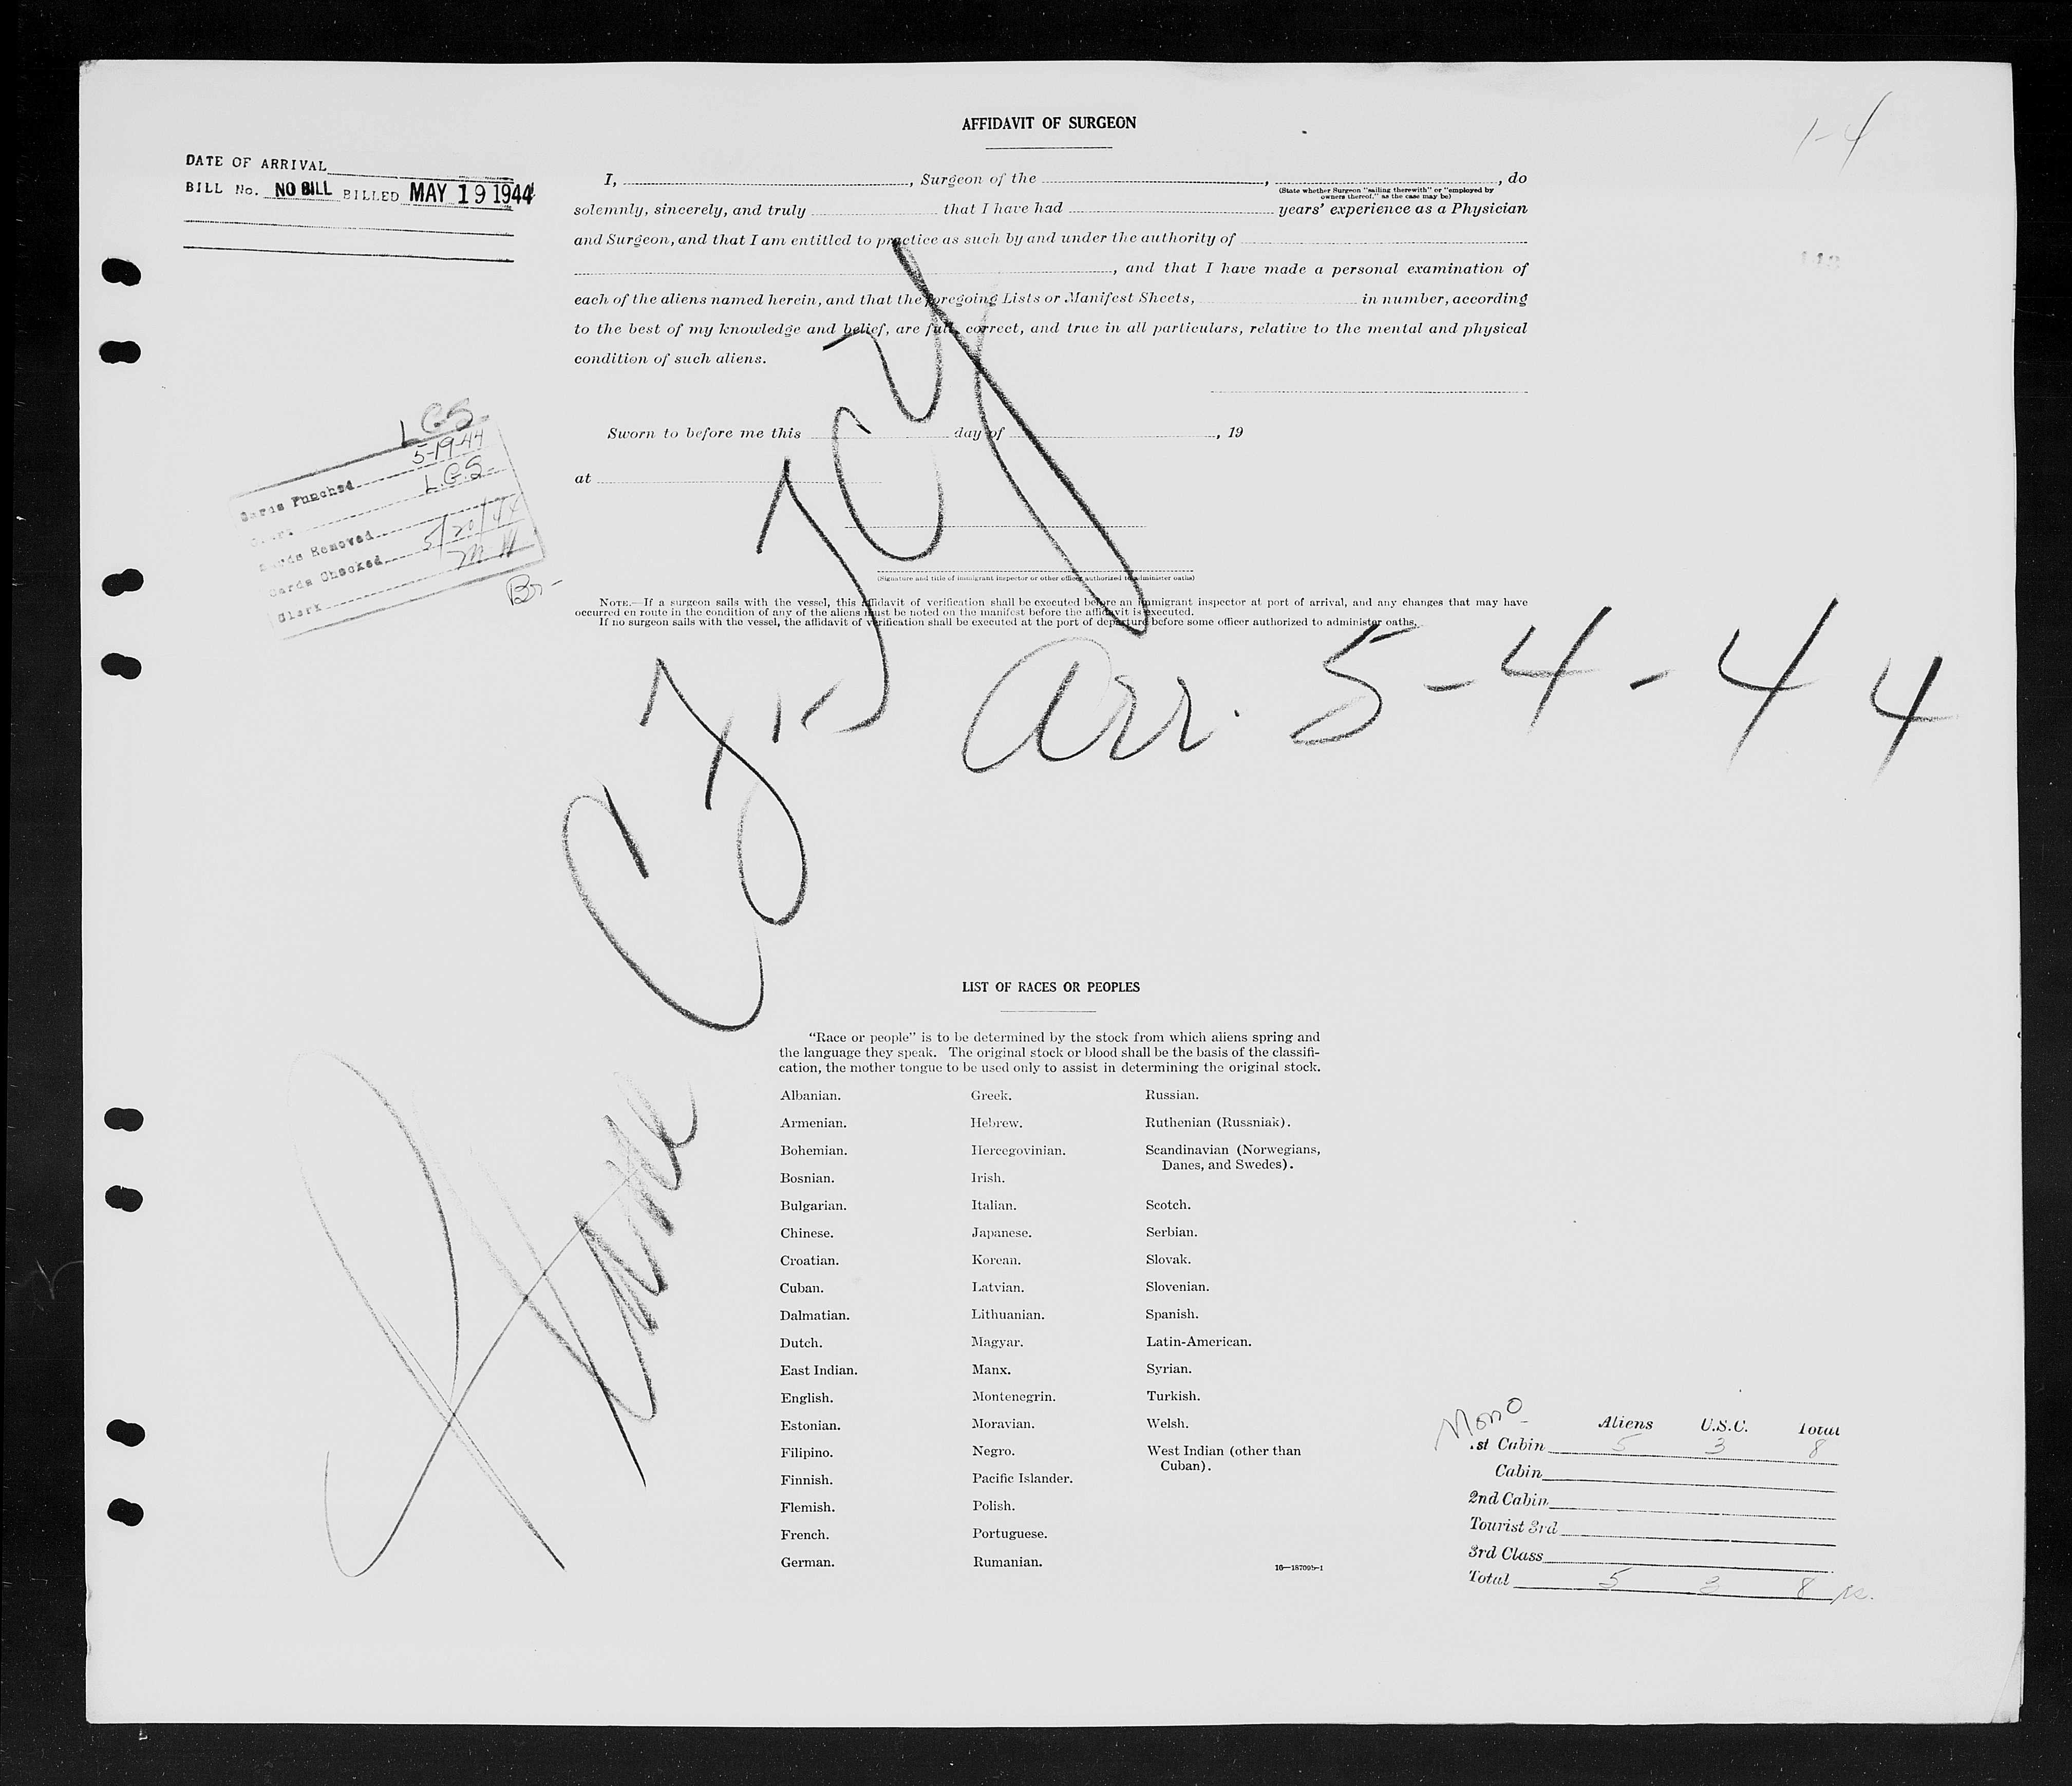 AFFIDAVIT OF SURGEON
1-4
DATE OF ARRIVAL
BILL No. NO BILL BILLED MAY 19 1944
I, , Surgeon of the , , do
(State whether Surgeon "sailing therewith" or "employed by
owners thereof," as the case may be)
solemnly, sincerely, and truly that I have had years' experience as a Physician
and Surgeon, and that I am entitled to practice as such by and under the authority of
, and that I have made a personal examination of
each of the aliens named herein, and that the foregoing Lists or Manifest Sheets, in number, according
to the best of my knowledge and belief, are full, correct, and true in all particulars, relative to the mental and physical
condition of such aliens.
Sworn to before me this day of , 19
at
(Signature and title of immigrant inspector or other officer authorized to administer oaths)
NOTE.—If a surgeon sails with the vessel, this affidavit of verification shall be executed before an immigrant inspector at port of arrival, and any changes that may have
occurred en route in the condition of any of the aliens must be noted on the manifest before the affidavit is executed.
If no surgeon sails with the vessel, the affidavit of verification shall be executed at the port of departure before some officer authorized to administer oaths.
LGS
Cards Punched 5-19-44
Clerk L.G.S.
Cards Removed
Cards Checked 5/20/44
Clerk M H
Plane
Arr. 5-4-44
LIST OF RACES OR PEOPLES
"Race or people" is to be determined by the stock from which aliens spring and
the language they speak. The original stock or blood shall be the basis of the classifi-
cation, the mother tongue to be used only to assist in determining the original stock.
Albanian.
Armenian.
Bohemian.
Bosnian.
Bulgarian.
Chinese.
Croatian.
Cuban.
Dalmatian.
Dutch.
East Indian.
English.
Estonian.
Filipino.
Finnish.
Flemish.
French.
German.
Greek.
Hebrew.
Hercegovinian.
Irish.
Italian.
Japanese.
Korean.
Latvian.
Lithuanian.
Magyar.
Manx.
Montenegrin.
Moravian.
Negro.
Pacific Islander.
Polish.
Portuguese.
Rumanian.
Russian.
Ruthenian (Russniak).
Scandinavian (Norwegians,
Danes, and Swedes).
Scotch.
Serbian.
Slovak.
Slovenian.
Spanish.
Latin-American.
Syrian.
Turkish.
Welsh.
West Indian (other than
Cuban).
16—18709b-1
Mono
Aliens U.S.C. Total
1st Cabin 5 3 8
Cabin
2nd Cabin
Tourist 3rd
3rd Class
Total 5 3 8